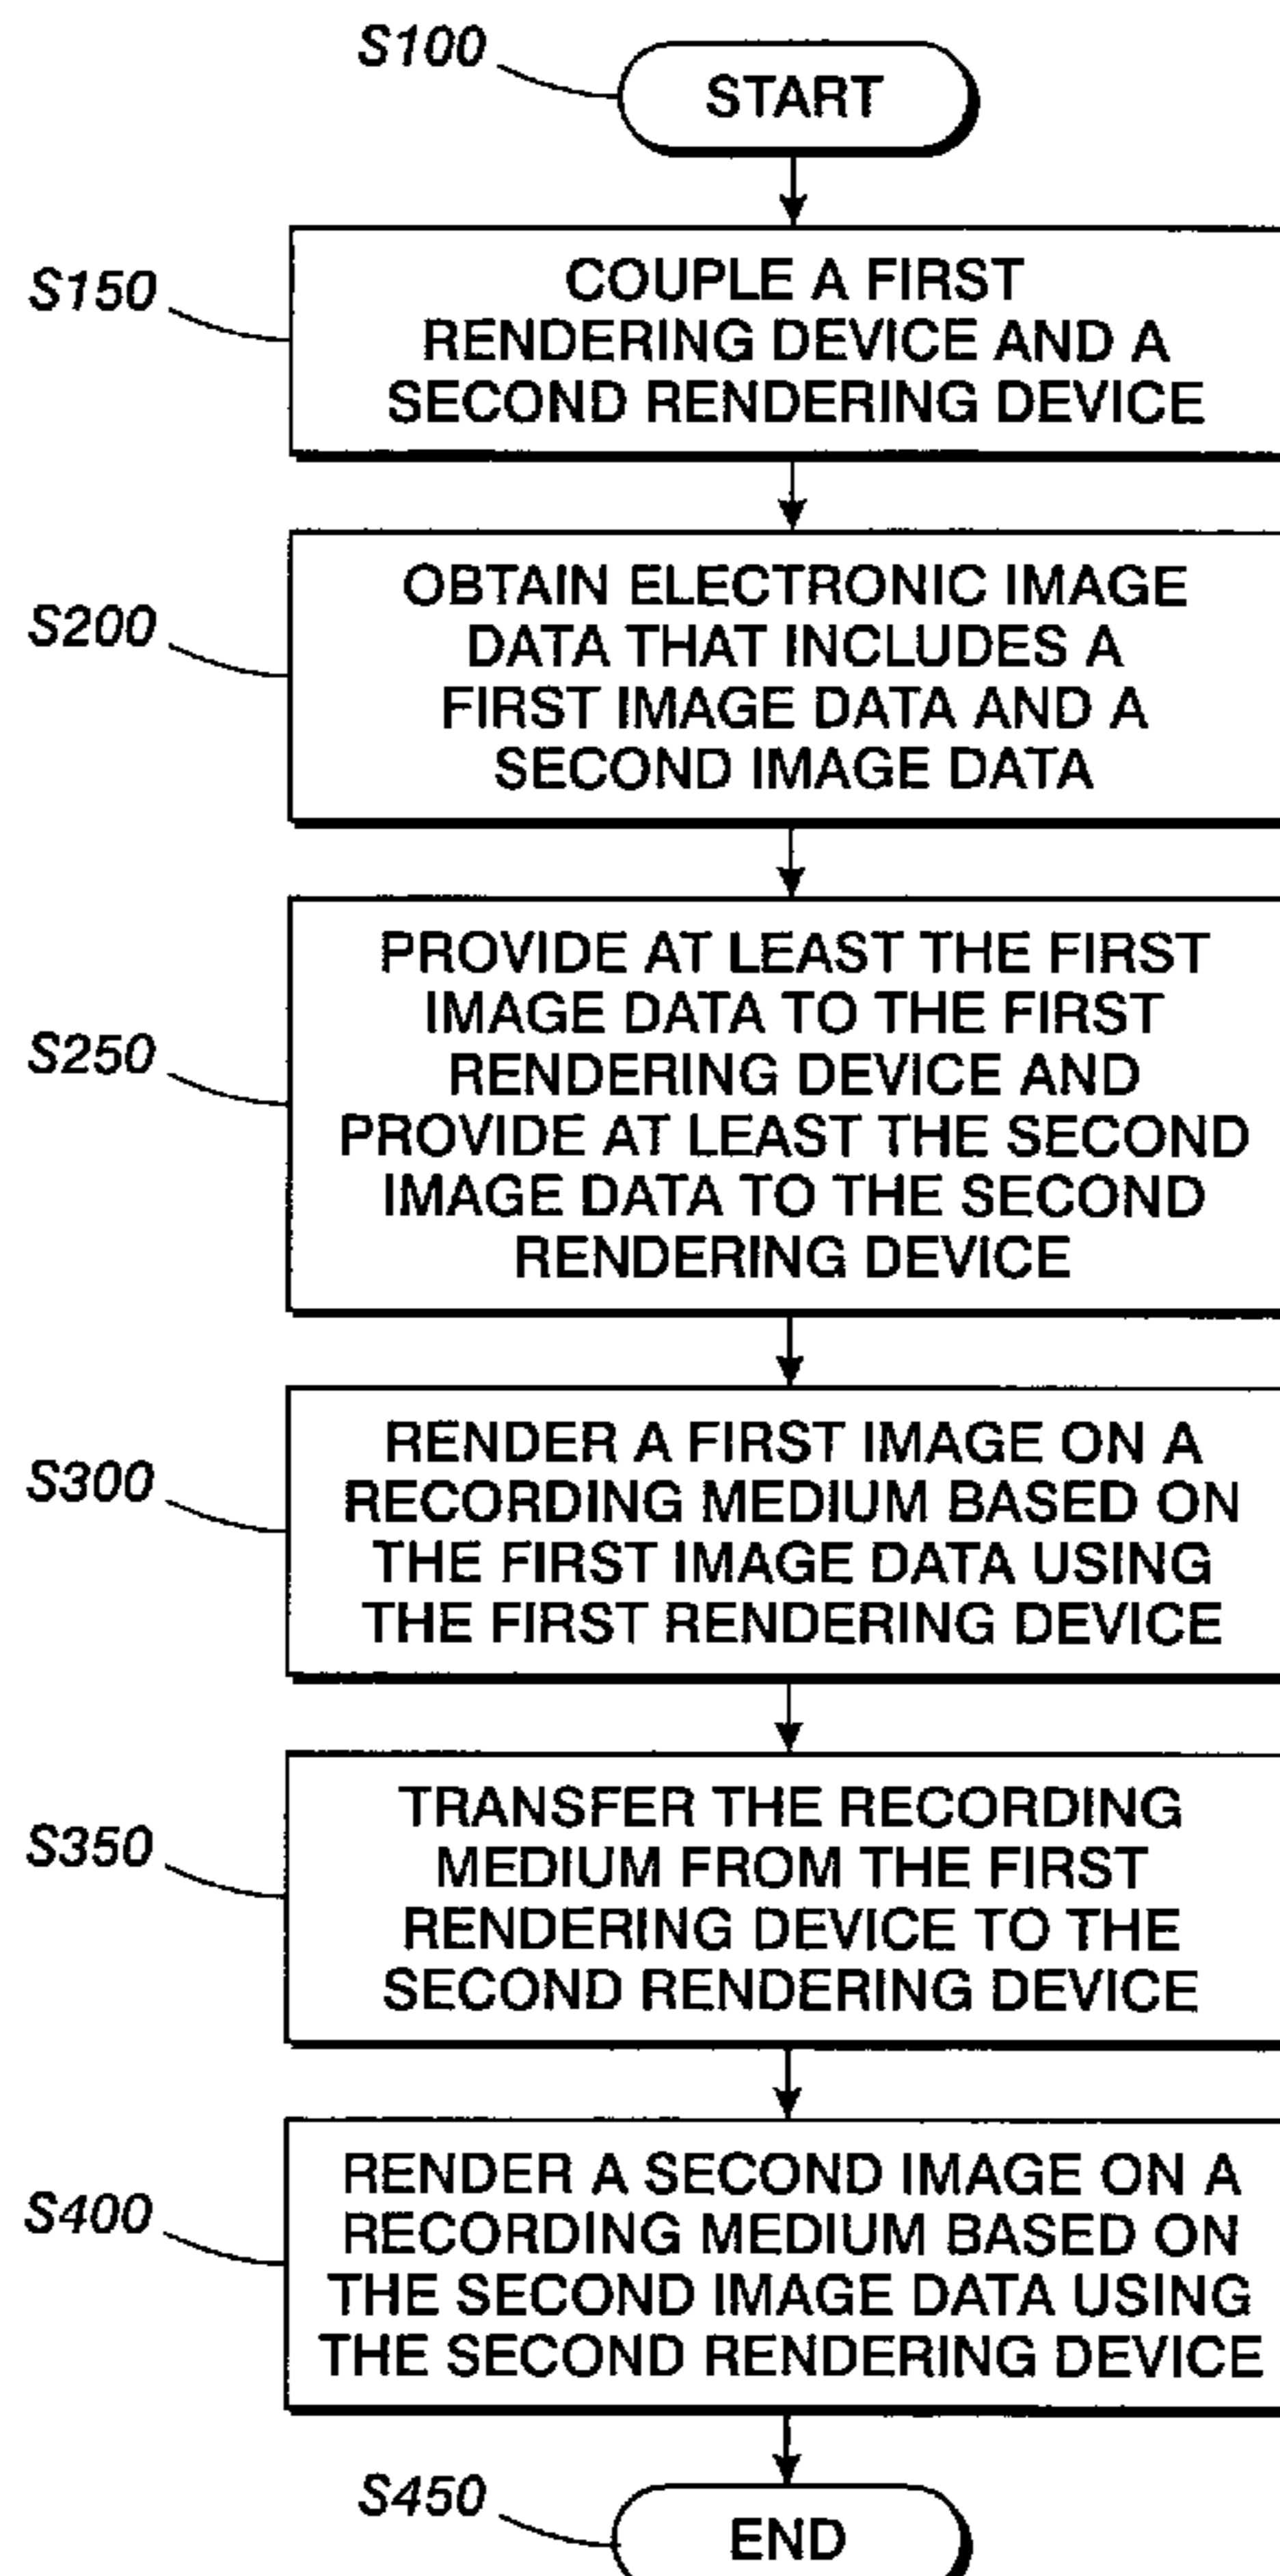 S100
START
S150
COUPLE A FIRST
RENDERING DEVICE AND A
SECOND RENDERING DEVICE
S200
OBTAIN ELECTRONIC IMAGE
DATA THAT INCLUDES A
FIRST IMAGE DATA AND A
SECOND IMAGE DATA
S250
PROVIDE AT LEAST THE FIRST
IMAGE DATA TO THE FIRST
RENDERING DEVICE AND
PROVIDE AT LEAST THE SECOND
IMAGE DATA TO THE SECOND
RENDERING DEVICE
S300
RENDER A FIRST IMAGE ON A
RECORDING MEDIUM BASED ON
THE FIRST IMAGE DATA USING
THE FIRST RENDERING DEVICE
S350
TRANSFER THE RECORDING
MEDIUM FROM THE FIRST
RENDERING DEVICE TO THE
SECOND RENDERING DEVICE
S400
RENDER A SECOND IMAGE ON A
RECORDING MEDIUM BASED ON
THE SECOND IMAGE DATA USING
THE SECOND RENDERING DEVICE
S450
END